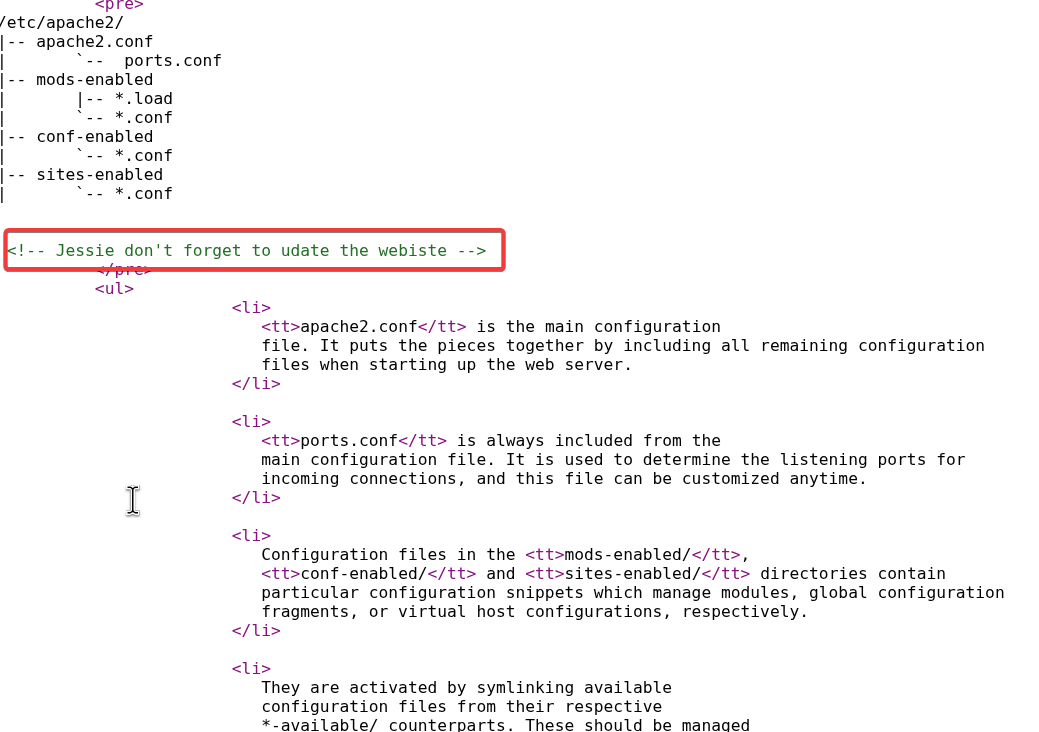 <pre>
/etc/apache2/
|-- apache2.conf
|       `--  ports.conf
|-- mods-enabled
|       |-- *.load
|       `-- *.conf
|-- conf-enabled
|       `-- *.conf
|-- sites-enabled
|       `-- *.conf
<!-- Jessie don't forget to udate the webiste -->
</pre>
<ul>
<li>
<tt>apache2.conf</tt> is the main configuration
file. It puts the pieces together by including all remaining configuration
files when starting up the web server.
</li>
<li>
<tt>ports.conf</tt> is always included from the
main configuration file. It is used to determine the listening ports for
incoming connections, and this file can be customized anytime.
</li>
<li>
Configuration files in the <tt>mods-enabled/</tt>,
<tt>conf-enabled/</tt> and <tt>sites-enabled/</tt> directories contain
particular configuration snippets which manage modules, global configuration
fragments, or virtual host configurations, respectively.
</li>
<li>
They are activated by symlinking available
configuration files from their respective
*-available/ counterparts. These should be managed